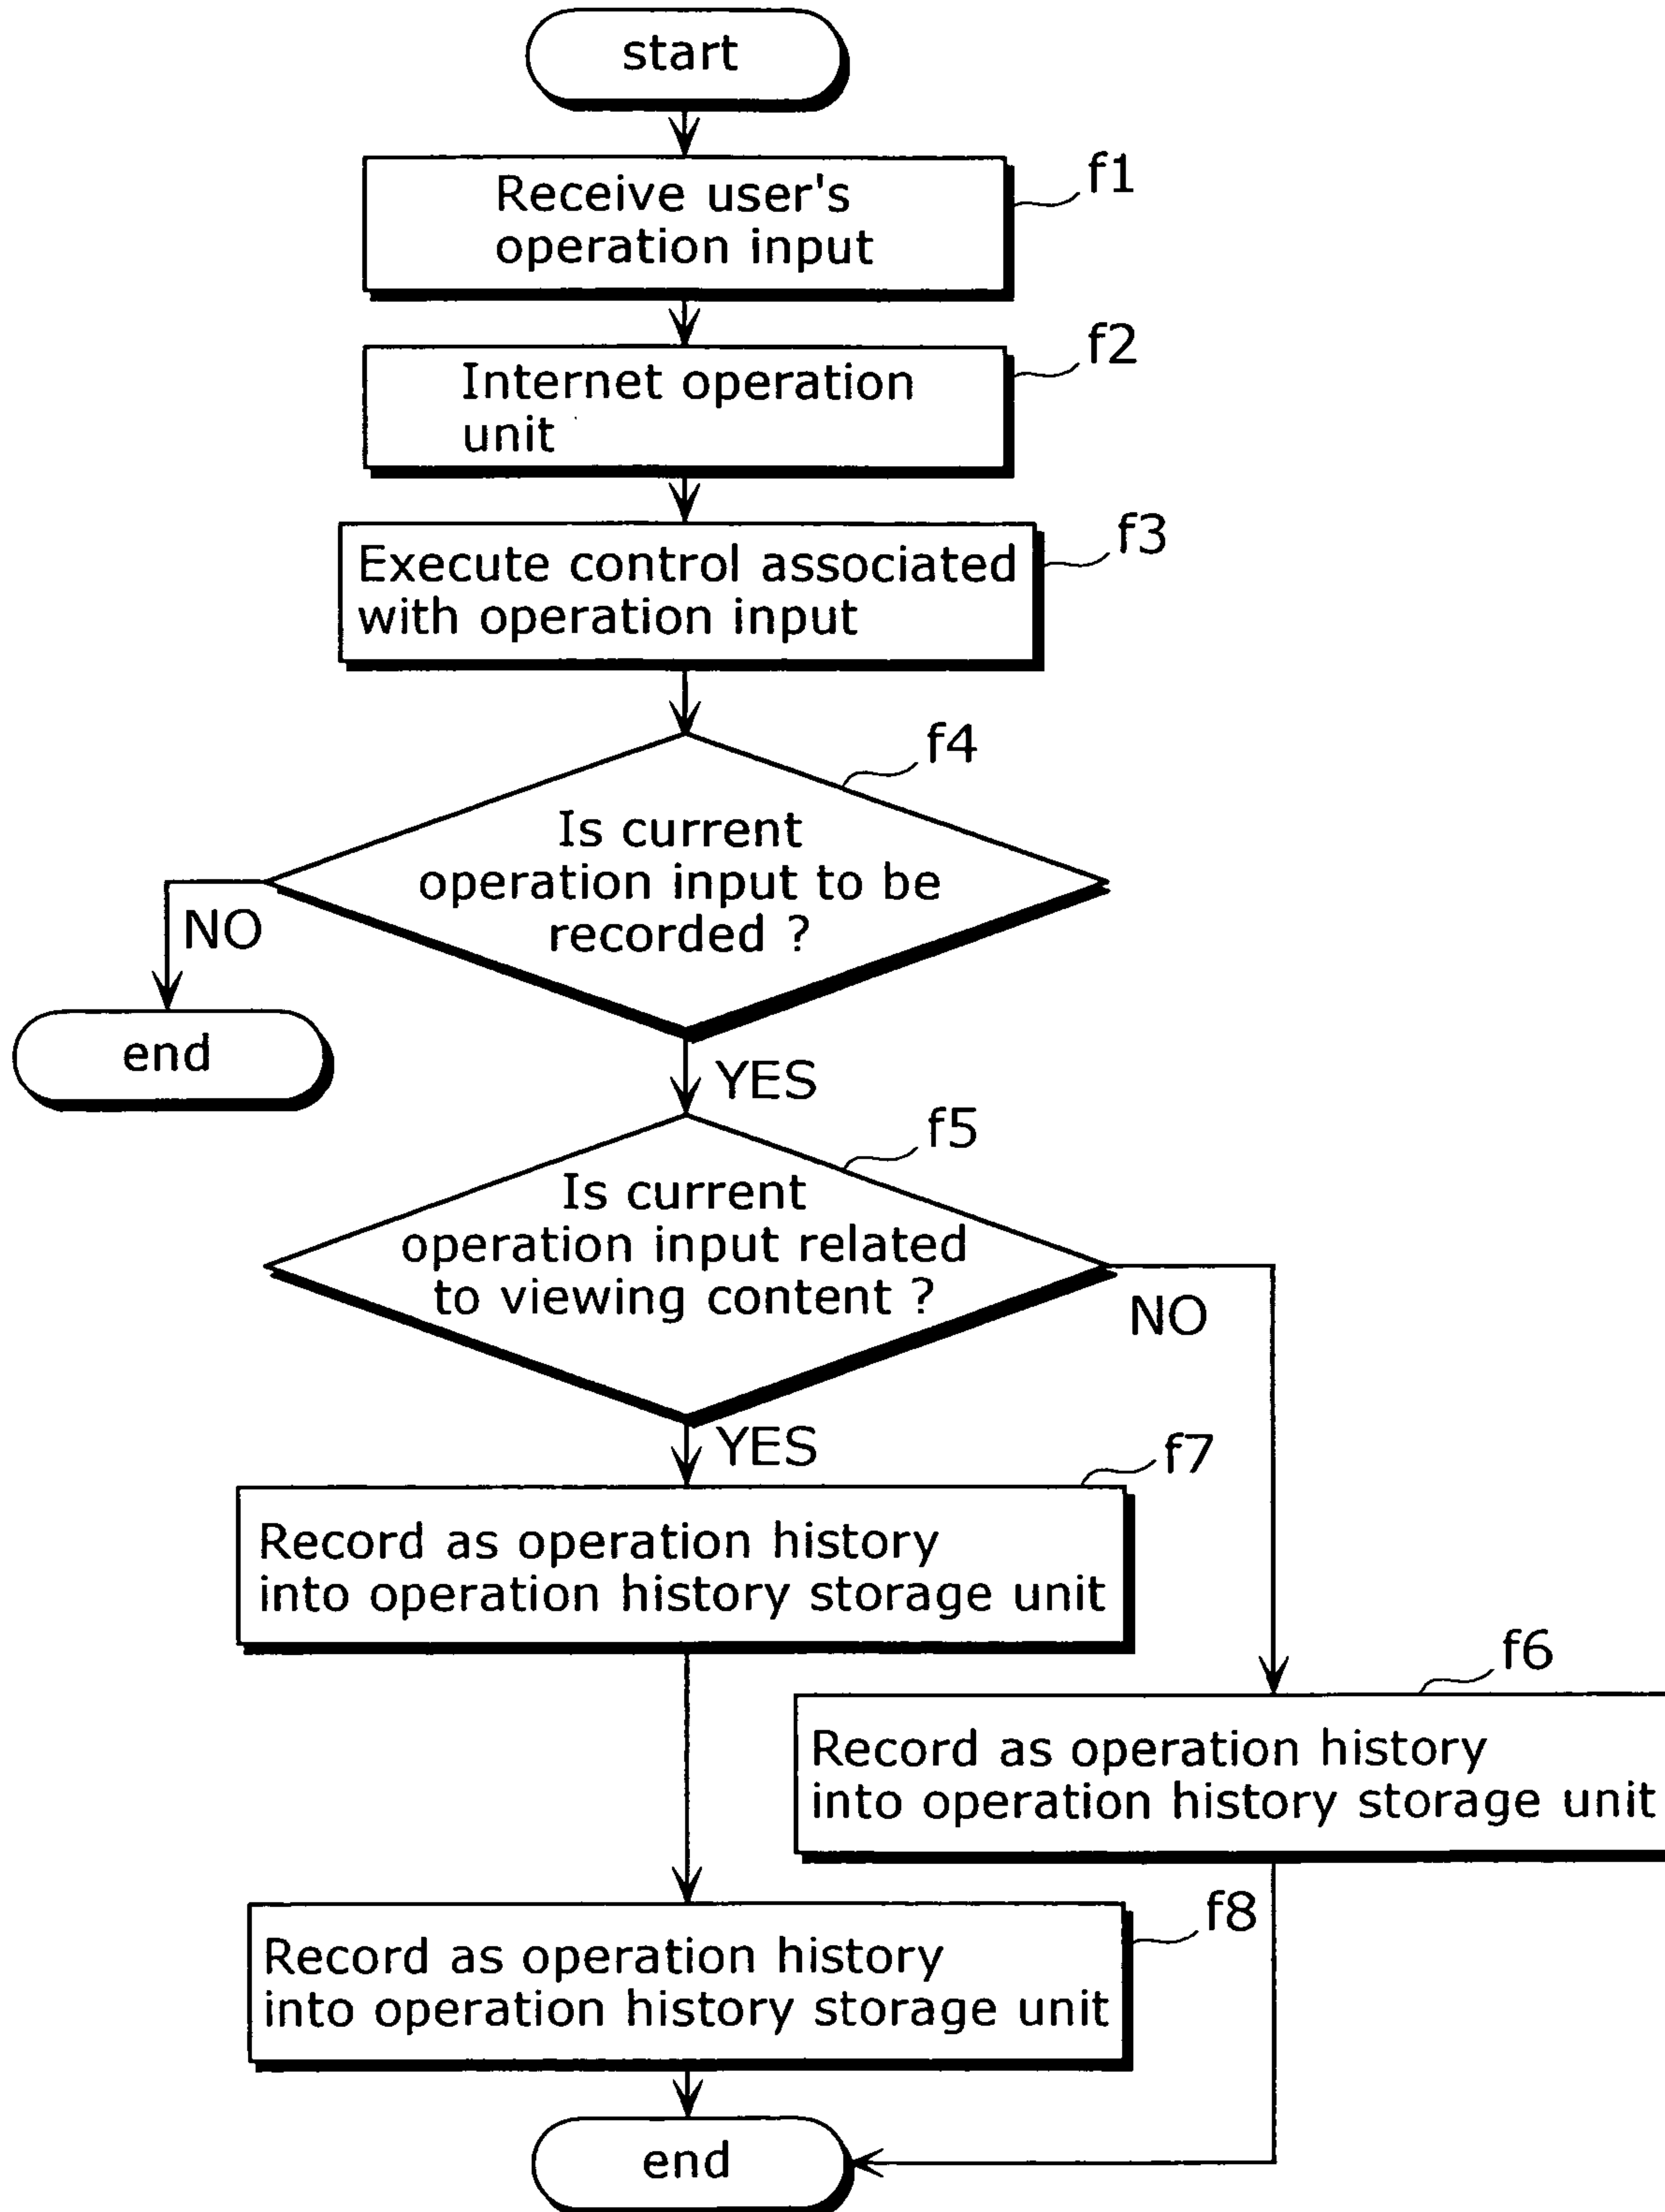 start
f1
Receive user's
operation input
f2
Internet operation
unit
f3
Execute control associated
with operation input
f4
Is current
operation input to be
recorded ?
NO
end
YES
f5
Is current
operation input related
to viewing content ?
NO
YES
f7
Record as operation history
into operation history storage unit
f6
Record as operation history
into operation history storage unit
f8
Record as operation history
into operation history storage unit
end